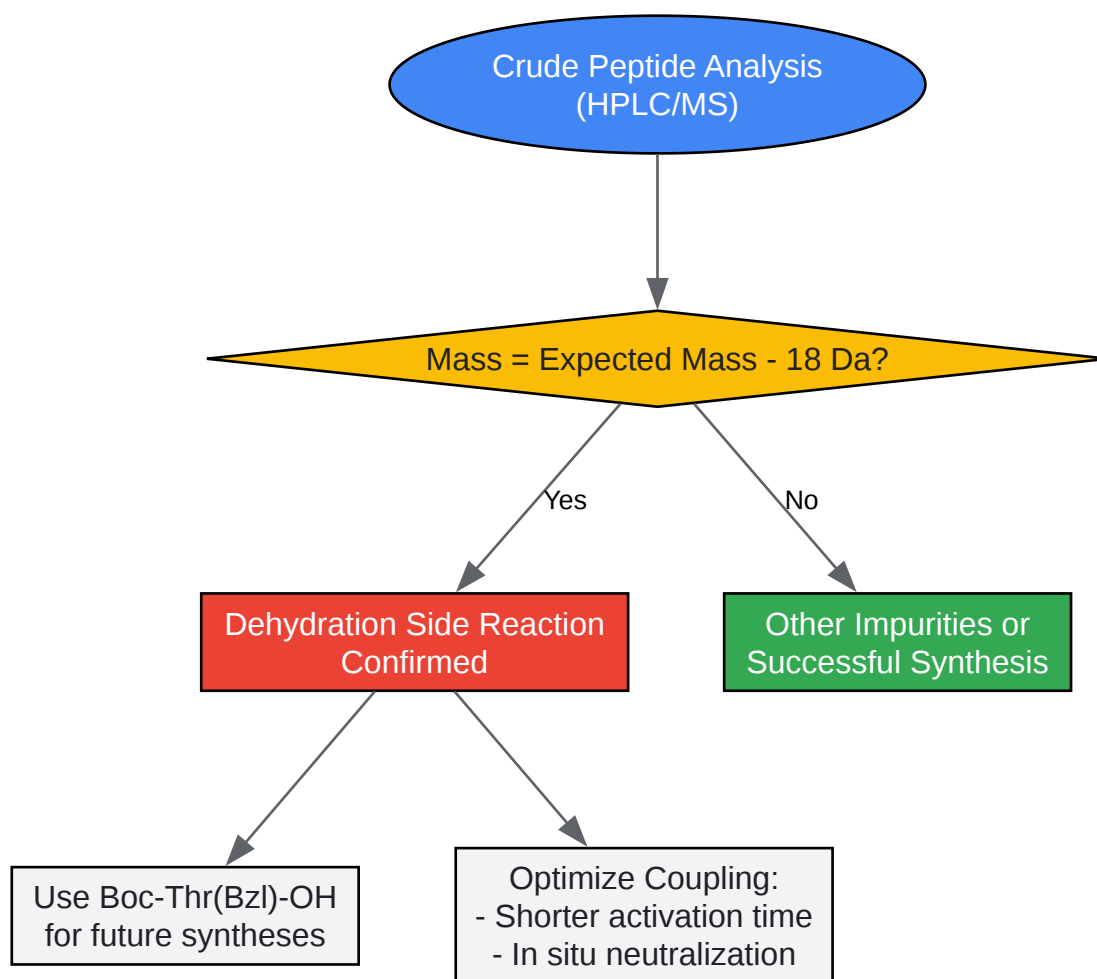 Crude Peptide Analysis
(HPLC/MS)
Mass = Expected Mass - 18 Da?
Yes
No
Dehydration Side Reaction
Confirmed
Other Impurities or
Successful Synthesis
Use Boc-Thr(Bzl)-OH
for future syntheses
Optimize Coupling:
- Shorter activation time
- In situ neutralization